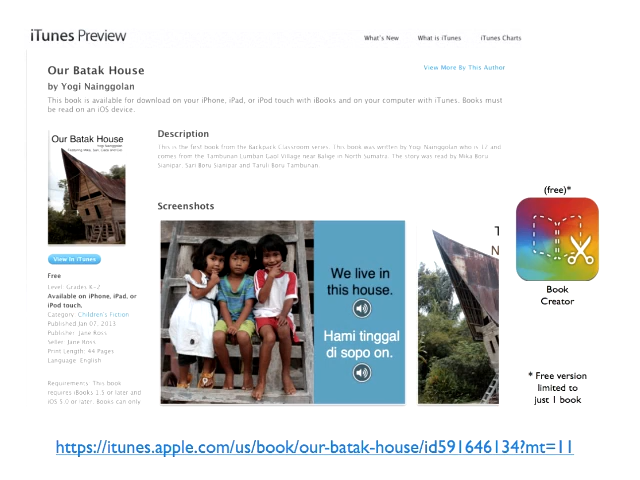 iTunes Preview
What's New
What is iTunes
iTunes Charts
Our Batak House
View More By This Author
by Yogi Nainggolan
This book is available for download on your iPhone, iPad, or iPod touch with iBooks and on your computer with iTunes. Books must
be read on an iOS device.
Our Batak House
Yogi Nainggolan
Description
This is the first book from the Backpack Classroom series. This book was written by Yogi Nainggolan who is 12 and
comes from the Tambunan Lumban Gaol Village near Balige in North Sumatra. The story was read by Mika Boru
Sianipar, Sari Boru Sianipar and Taruli Boru Tambunan.
Screenshots
View in iTunes
Free
Level: Grades K-2
Available on iPhone, iPad, or
iPod touch.
Category: Children's Fiction
Published Jan 07, 2013
Publisher: Jane Ross
Seller: Jane Ross
Print Length: 44 Pages
Language: English
Requirements: This book
requires iBooks 1.5 or later and
iOS 5.0 or later. Books can only
We live in
this house.
Hami tinggal
di sopo on.
(free)*
Book
Creator
* Free version
limited to
just 1 book
https://itunes.apple.com/us/book/our-batak-house/id591646134?mt=11